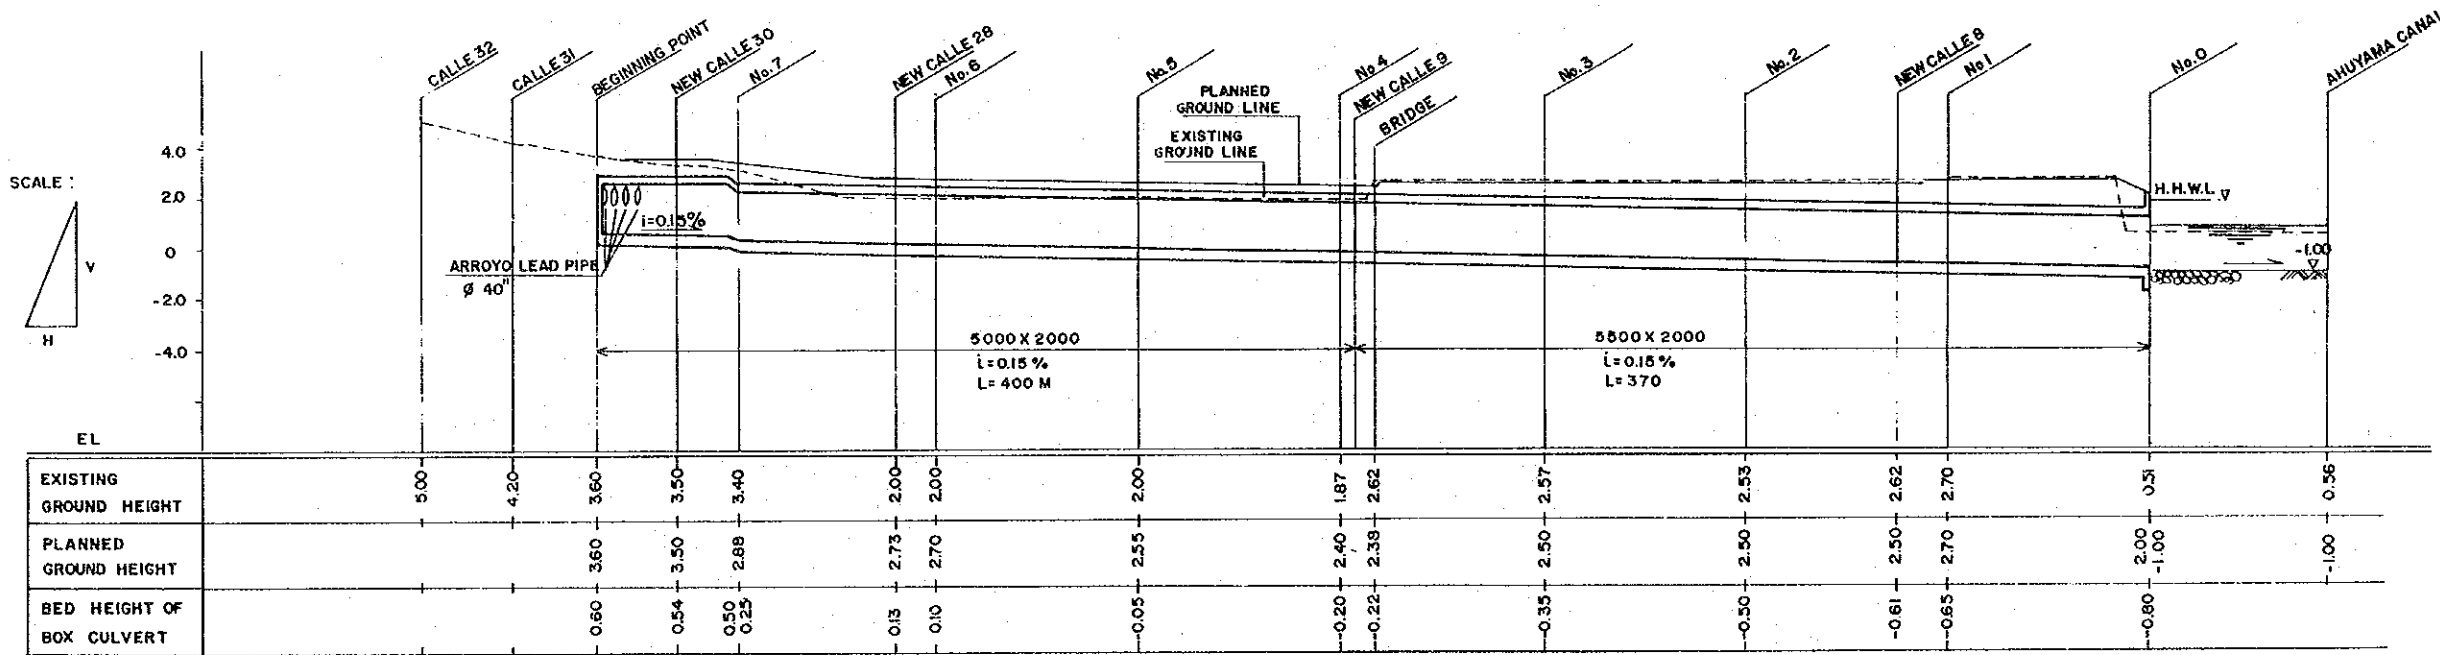 CALLE 32
CALLE 31
BEGINNING POINT
NEW CALLE 30
No. 7
NEW CALLE 28
No. 6
No. 5
No 4
NEW CALLE 9
BRIDGE
No. 3
No. 2
NEW CALLE 8
No 1
No. 0
AHUYAMA CANAL
PLANNED
GROUND LINE
EXISTING
GROUND LINE
SCALE :
V
H
4.0
2.0
0
-2.0
-4.0
i=0.15%
ARROYO LEAD PIPE
Ø 40"
H.H.W.L
-1.00
5000 X 2000
i=0.15 %
L= 400 M
5500 X 2000
i=0.15 %
L= 370
EL
EXISTING
GROUND HEIGHT
5.00 4.20 3.60 3.50 3.40 2.00 2.00 2.00 1.87 2.62 2.57 2.53 2.62 2.70 0.51 0.56
PLANNED
GROUND HEIGHT
3.60 3.50 2.88 2.73 2.70 2.55 2.40 2.38 2.50 2.50 2.50 2.70 2.00 -1.00 -1.00
BED HEIGHT OF
BOX CULVERT
0.60 0.54 0.50 0.25 0.13 0.10 -0.05 -0.20 -0.22 -0.35 -0.50 -0.61 -0.65 -0.80